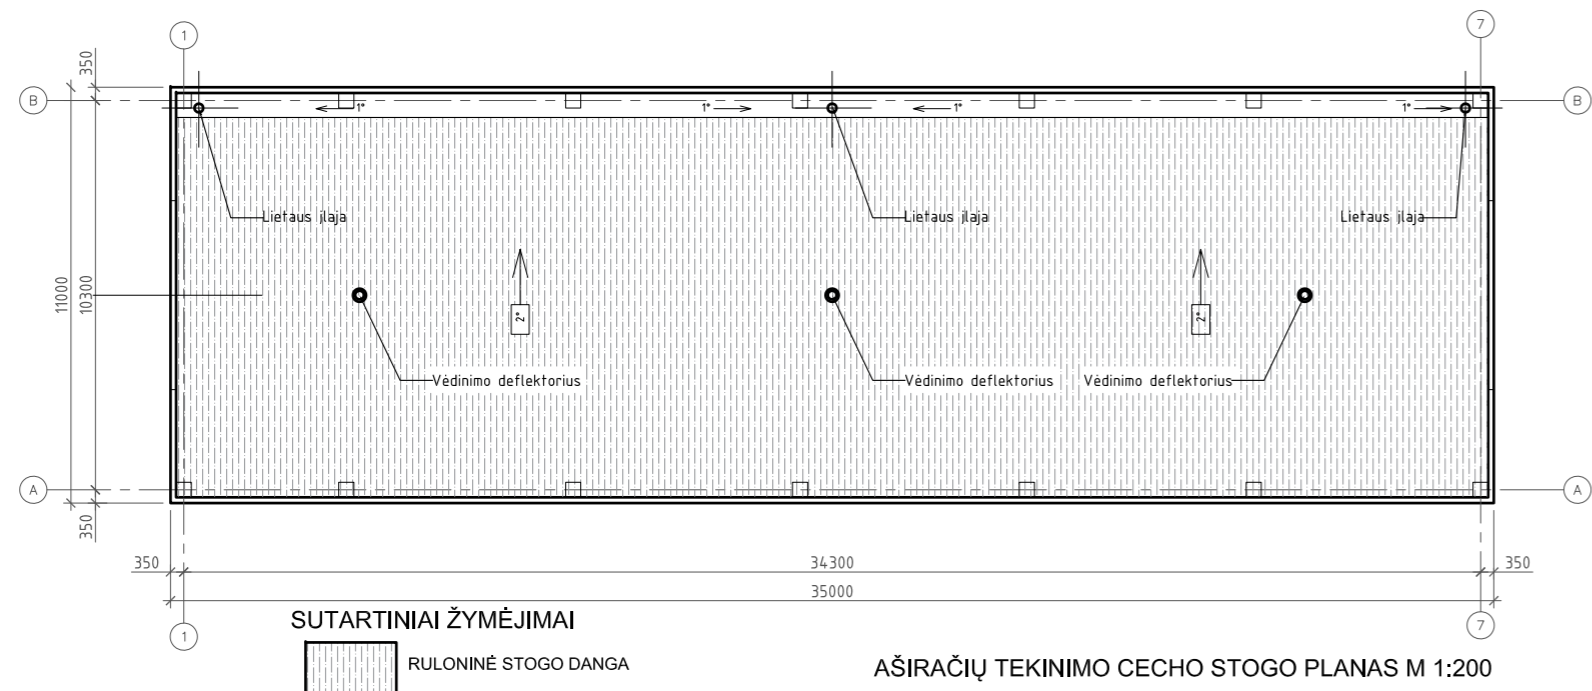 1
7
350
B
1°
1°
1°
1°
B
Lietaus įlaja
Lietaus įlaja
Lietaus įlaja
11000
10300
2°
2°
Vėdinimo deflektorius
Vėdinimo deflektorius
Vėdinimo deflektorius
A
A
350
350
34300
350
35000
1
7
SUTARTINIAI ŽYMĖJIMAI
RULONINĖ STOGO DANGA
AŠIRAČIŲ TEKINIMO CECHO STOGO PLANAS M 1:200